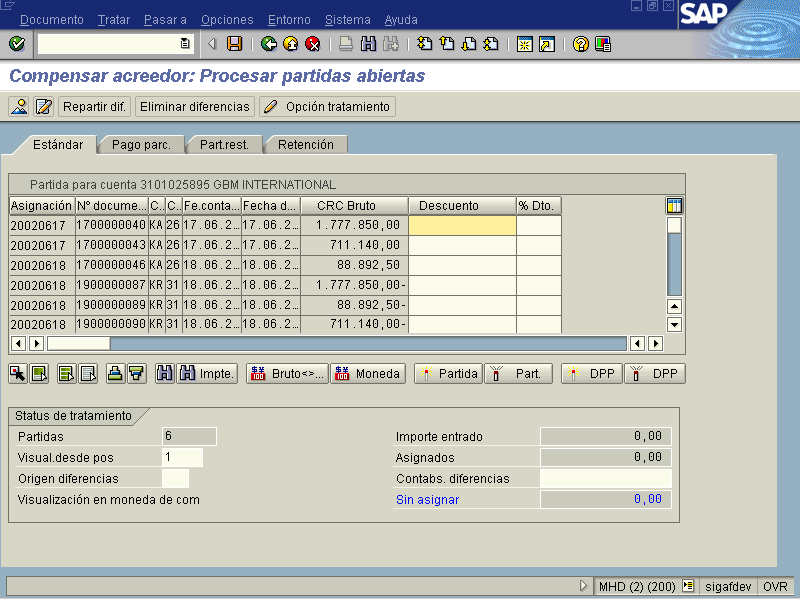 Documento Tratar Pasar a Opciones Entorno Sistema Ayuda
SAP
Compensar acreedor: Procesar partidas abiertas
Repartir dif. Eliminar diferencias Opción tratamiento
Estándar Pago parc. Part.rest. Retención
Partida para cuenta 3101025895 GBM INTERNATIONAL
Asignación Nº docume... C.. C.. Fe.conta... Fecha d... CRC Bruto Descuento % Dto.
20020617 1700000040 KA 26 17.06.2… 17.06.2… 1.777.850,00
20020617 1700000043 KA 26 17.06.2… 17.06.2… 711.140,00
20020618 1700000046 KA 26 18.06.2… 18.06.2… 88.892,50
20020618 1900000087 KR 31 18.06.2… 18.06.2… 1.777.850,00-
20020618 1900000089 KR 31 18.06.2… 18.06.2… 88.892,50-
20020618 1900000090 KR 31 18.06.2… 18.06.2… 711.140,00-
Impte. Bruto<>... Moneda Partida Part. DPP DPP
Status de tratamiento
Partidas 6 Importe entrado 0,00
Visual.desde pos 1 Asignados 0,00
Origen diferencias Contabs. diferencias
Visualización en moneda de com Sin asignar 0,00
MHD (2) (200) sigafdev OVR